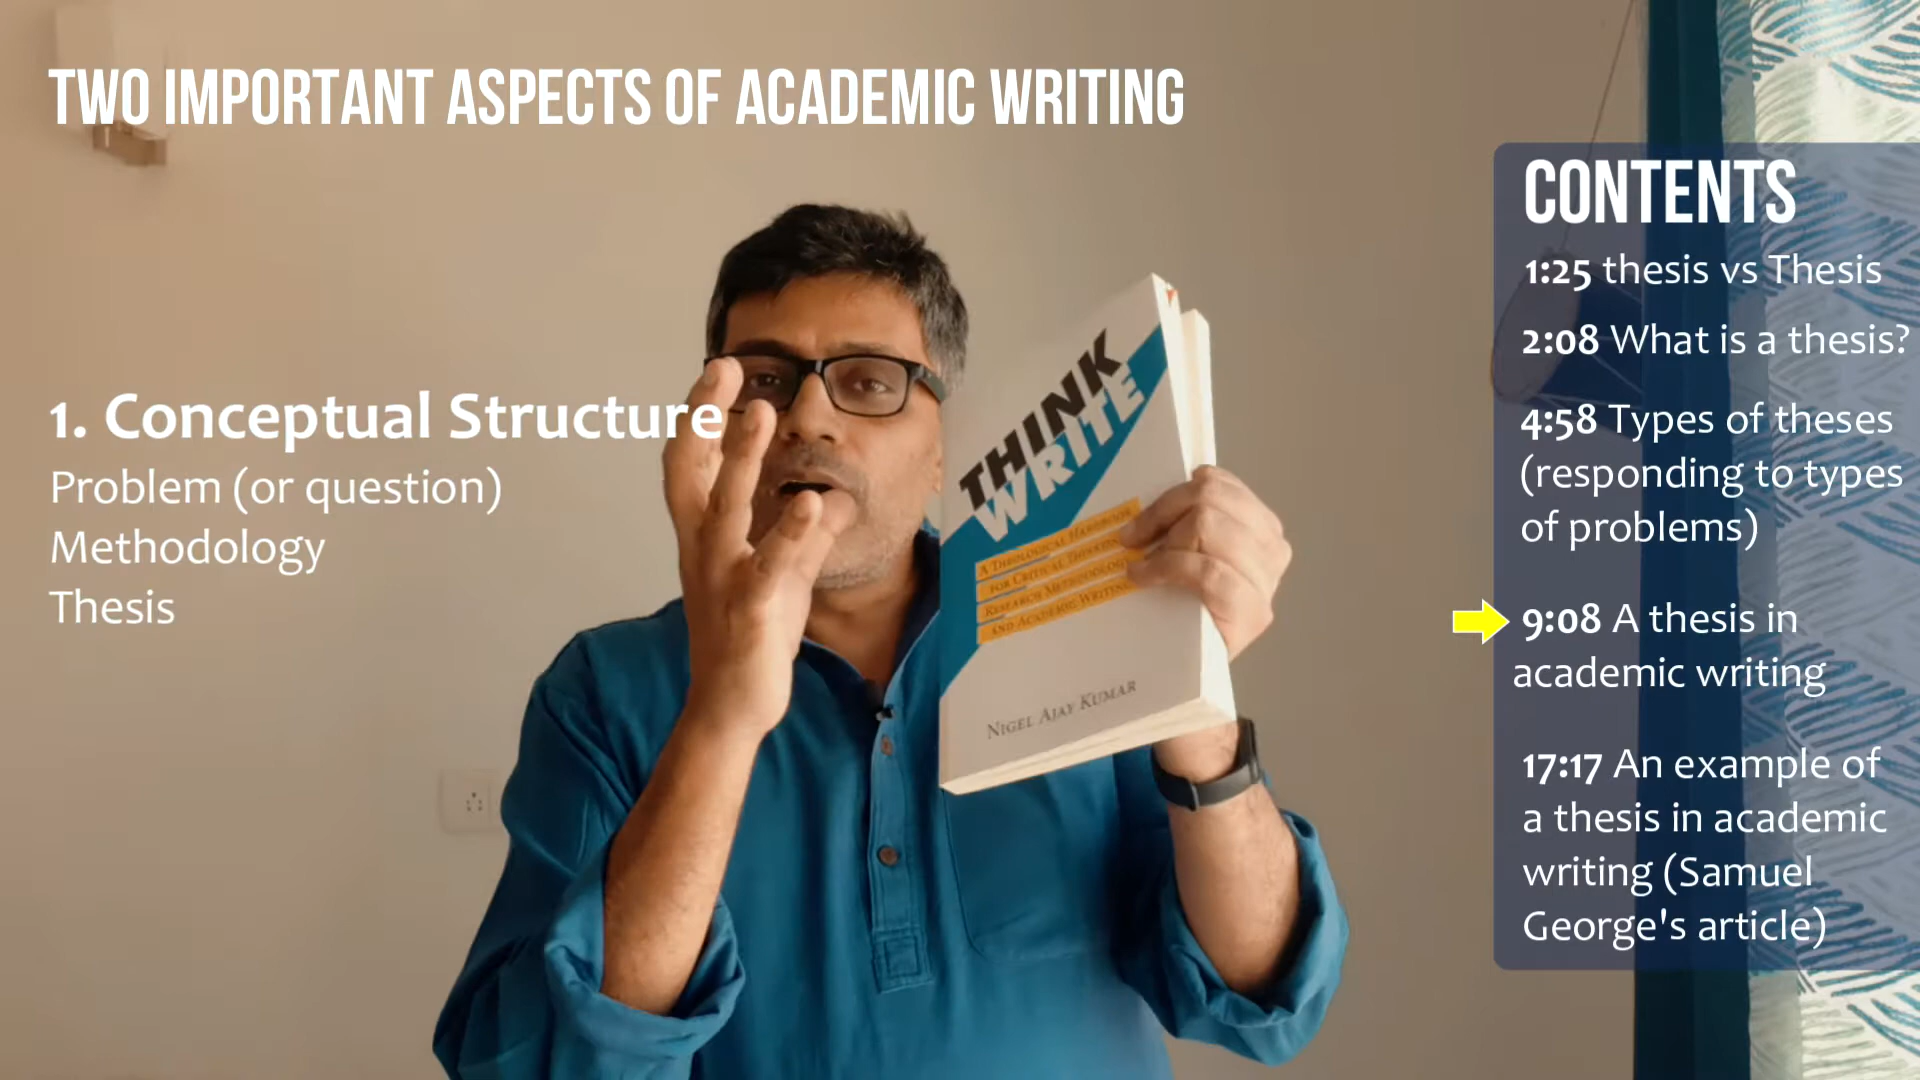 TWO IMPORTANT ASPECTS OF ACADEMIC WRITING
1. Conceptual Structure
Problem (or question)
Methodology
Thesis
THINK
WRITE
A THEOLOGICAL HANDBOOK
FOR CRITICAL THINKING
RESEARCH METHODOLOGY
AND ACADEMIC WRITING
NIGEL AJAY KUMAR
CONTENTS
1:25 thesis vs Thesis
2:08 What is a thesis?
4:58 Types of theses
(responding to types
of problems)
9:08 A thesis in
academic writing
17:17 An example of
a thesis in academic
writing (Samuel
George's article)